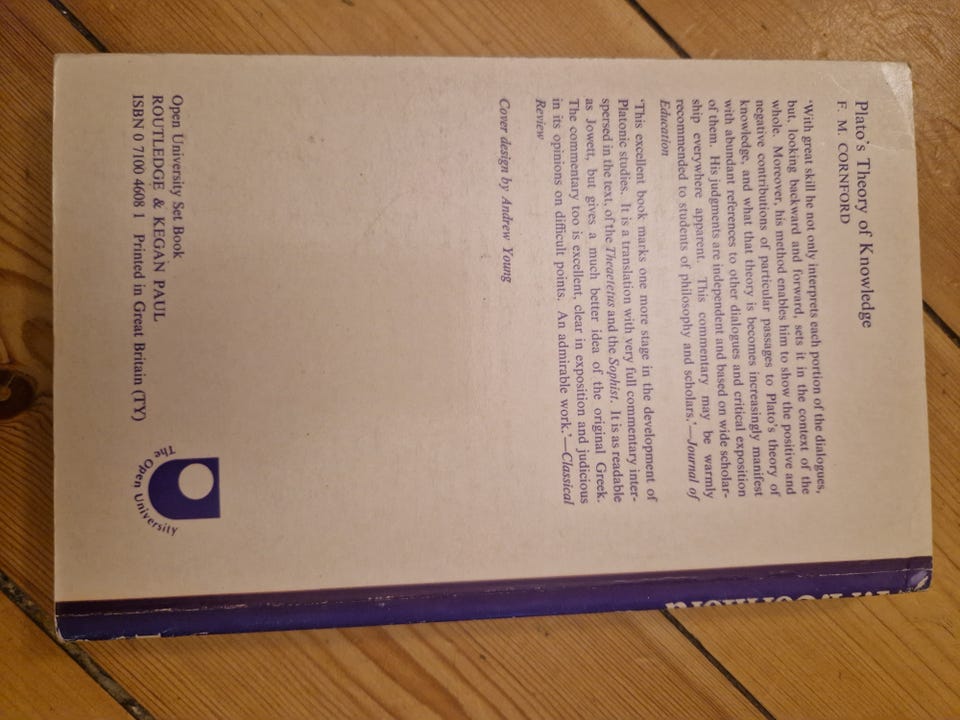 Plato's Theory of Knowledge
F. M. CORNFORD
'With great skill he not only interprets each portion of the dialogues,
but, looking backward and forward, sets it in the context of the
whole. Moreover, his method enables him to show the positive and
negative contributions of particular passages to Plato's theory of
knowledge, and what that theory is becomes increasingly manifest
with abundant references to other dialogues and critical exposition
of them. His judgments are independent and based on wide scholar-
ship everywhere apparent. This commentary may be warmly
recommended to students of philosophy and scholars.'—Journal of
Education
'This excellent book marks one more stage in the development of
Platonic studies. It is a translation with very full commentary inter-
spersed in the text, of the Theaetetus and the Sophist. It is as readable
as Jowett, but gives a much better idea of the original Greek.
The commentary too is excellent, clear in exposition and judicious
in its opinions on difficult points. An admirable work.'—Classical
Review
Cover design by Andrew Young
Open University Set Book
ROUTLEDGE & KEGAN PAUL
ISBN 0 7100 4608 1 Printed in Great Britain (TY)
The Open University